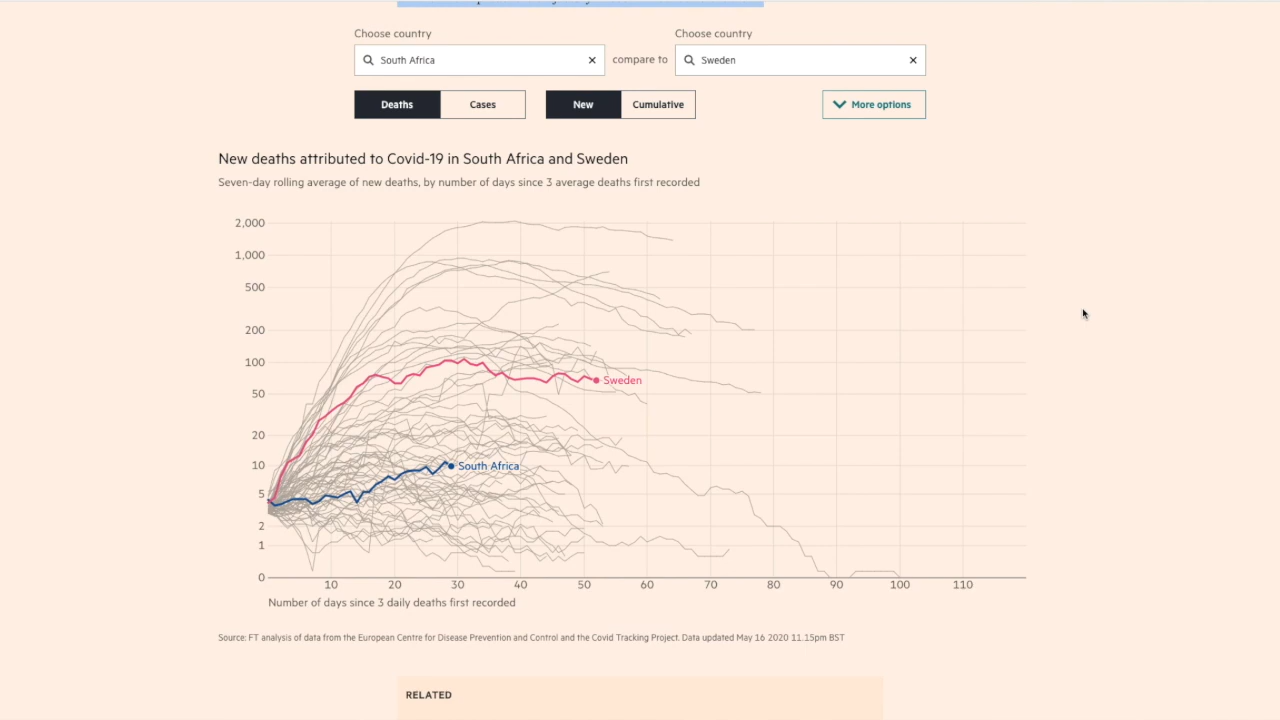 Choose country
Choose country
South Africa ×
compare to
Sweden ×
Deaths Cases New Cumulative More options
New deaths attributed to Covid-19 in South Africa and Sweden
Seven-day rolling average of new deaths, by number of days since 3 average deaths first recorded
2,000
1,000
500
200
100
50
20
10
5
2
1
0
Sweden
South Africa
10 20 30 40 50 60 70 80 90 100 110
Number of days since 3 daily deaths first recorded
Source: FT analysis of data from the European Centre for Disease Prevention and Control and the Covid Tracking Project. Data updated May 16 2020 11.15pm BST
RELATED